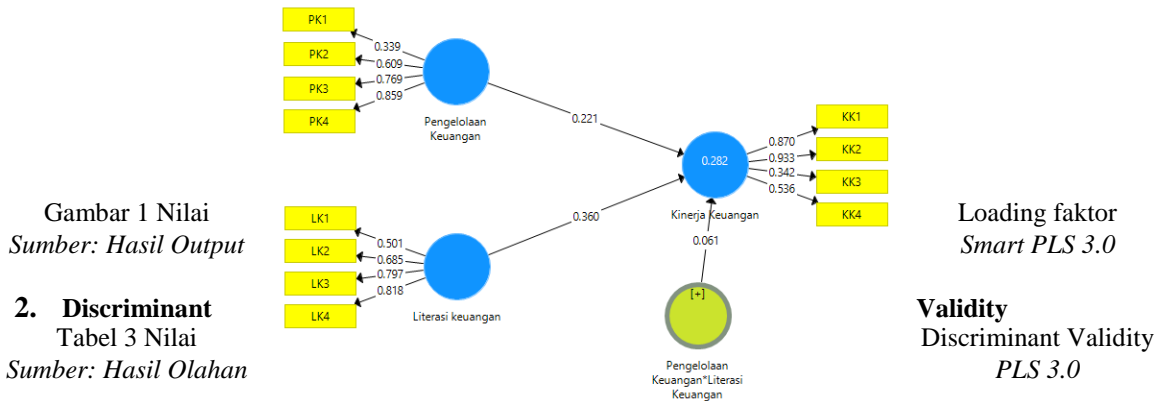 PK1
PK2
PK3
PK4
0.339
0.609
0.769
0.859
Pengelolaan
Keuangan
0.221
LK1
LK2
LK3
LK4
0.501
0.685
0.797
0.818
Literasi keuangan
0.360
0.282
Kinerja Keuangan
0.870
0.933
0.342
0.536
KK1
KK2
KK3
KK4
0.061
[+]
Pengelolaan
Keuangan*Literasi
Keuangan
Gambar 1 Nilai Loading faktor
Sumber: Hasil Output Smart PLS 3.0
2. Discriminant Validity
Tabel 3 Nilai Discriminant Validity
Sumber: Hasil Olahan PLS 3.0